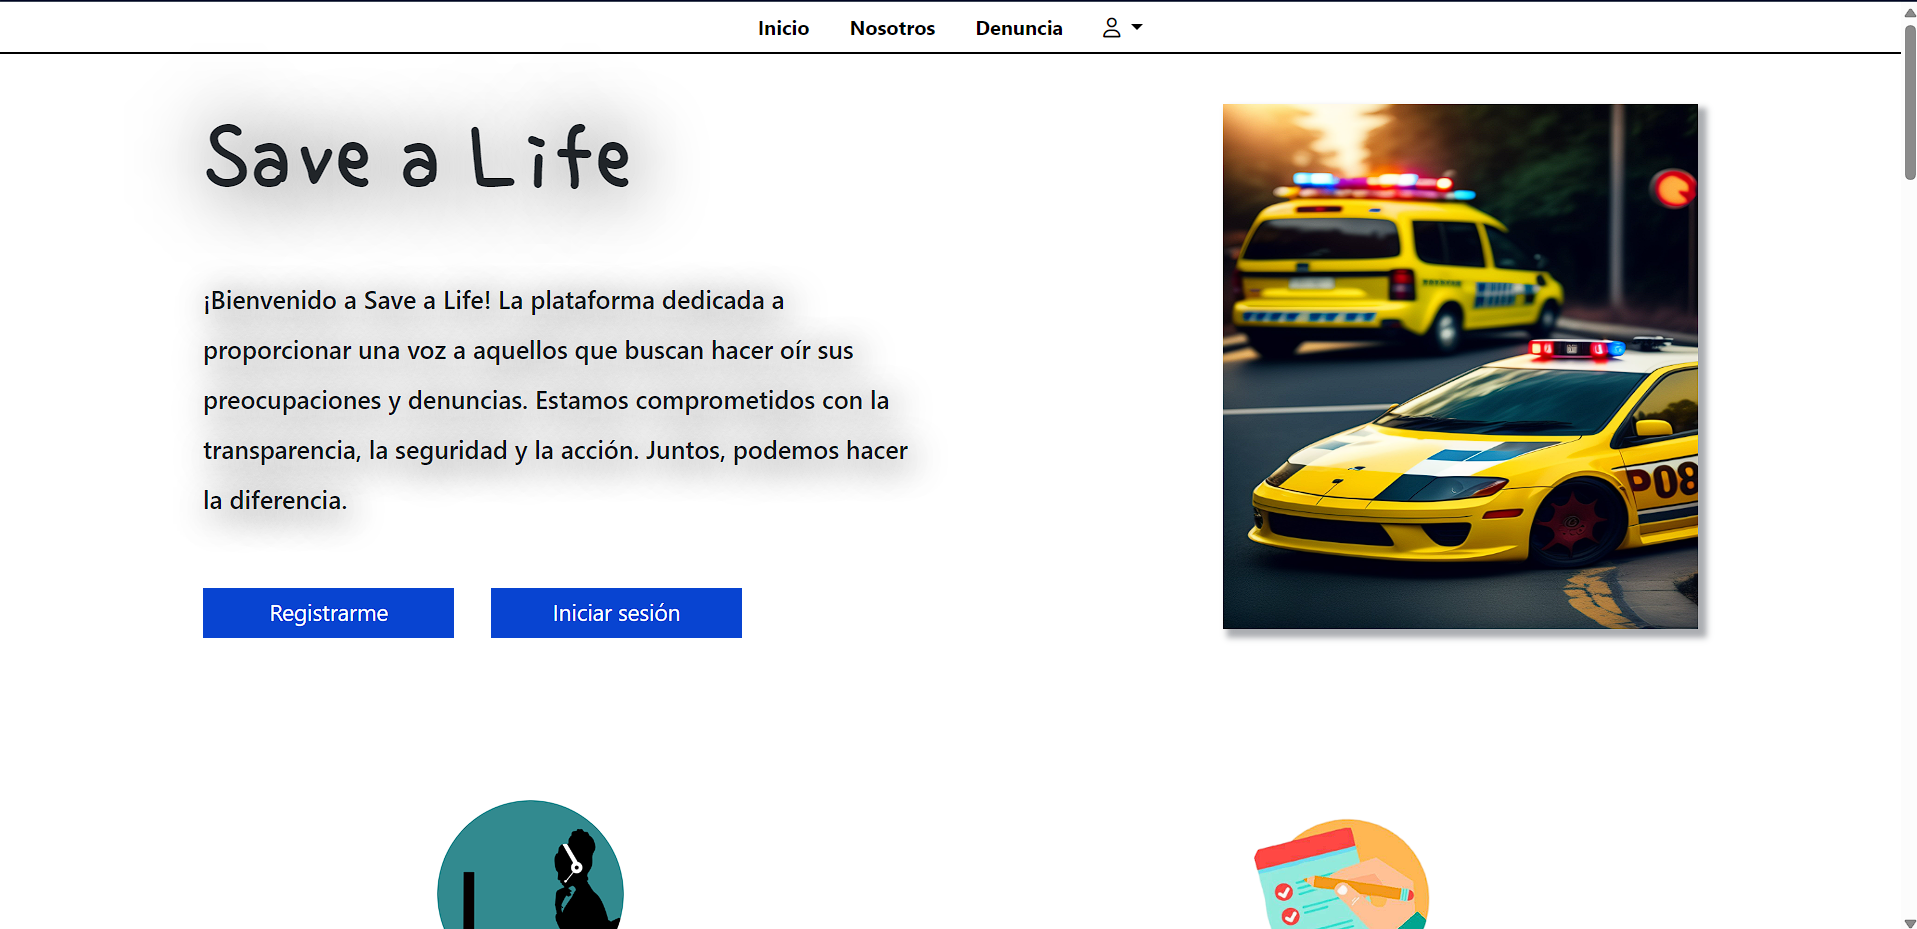 Inicio Nosotros Denuncia
Save a Life
¡Bienvenido a Save a Life! La plataforma dedicada a
proporcionar una voz a aquellos que buscan hacer oír sus
preocupaciones y denuncias. Estamos comprometidos con la
transparencia, la seguridad y la acción. Juntos, podemos hacer
la diferencia.
P08
Registrarme Iniciar sesión